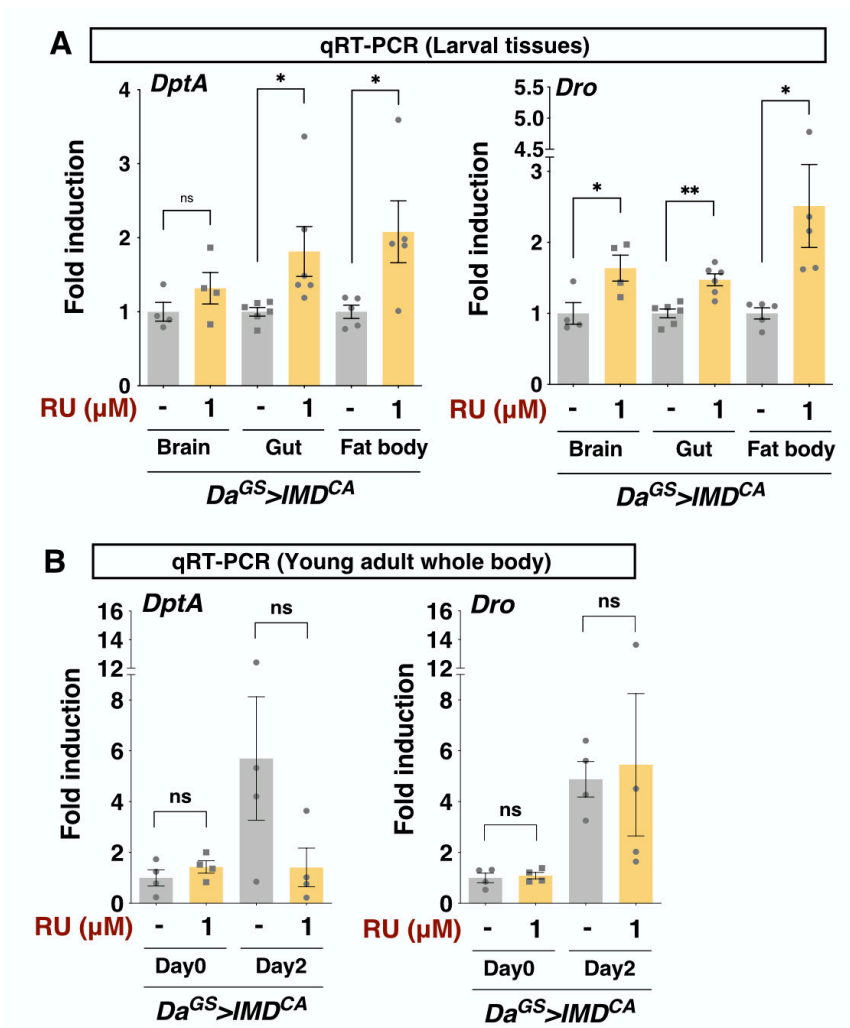 A
qRT-PCR (Larval tissues)
DptA
Fold induction
4
3
2
1
0
ns
*
*
RU (µM)
- 1 - 1 - 1
Brain Gut Fat body
Da^GS>IMD^CA
Dro
Fold induction
5.5
5.0
4.5
3
2
1
0
*
**
*
- 1 - 1 - 1
Brain Gut Fat body
Da^GS>IMD^CA
B
qRT-PCR (Young adult whole body)
DptA
Fold induction
16
14
12
8
6
4
2
0
ns
ns
RU (µM)
- 1 - 1
Day0 Day2
Da^GS>IMD^CA
Dro
Fold induction
16
14
12
8
6
4
2
0
ns
ns
RU (µM)
- 1 - 1
Day0 Day2
Da^GS>IMD^CA